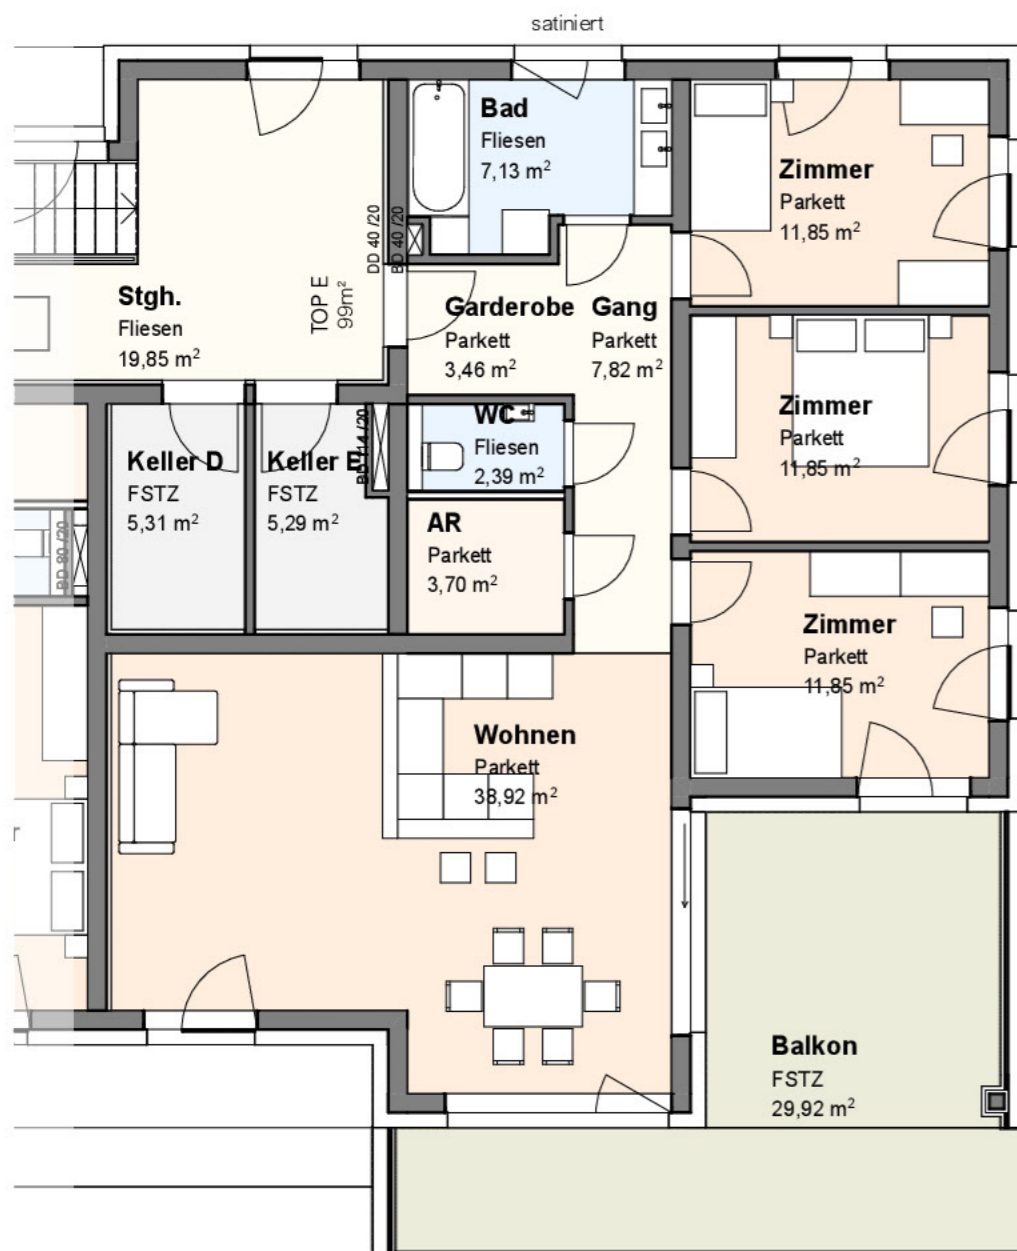 satiniert
Bad
Fliesen
7,13 m²
Zimmer
Parkett
11,85 m²
DD 40 /20
BD 40 /20
Stgh.
Fliesen
19,85 m²
TOP E
99m²
Garderobe
Parkett
3,46 m²
Gang
Parkett
7,82 m²
Zimmer
Parkett
11,85 m²
WC
Fliesen
2,39 m²
Keller D
FSTZ
5,31 m²
Keller E
FSTZ
5,29 m²
AR
Parkett
3,70 m²
BD 80 /20
Zimmer
Parkett
11,85 m²
Wohnen
Parkett
38,92 m²
r
Balkon
FSTZ
29,92 m²